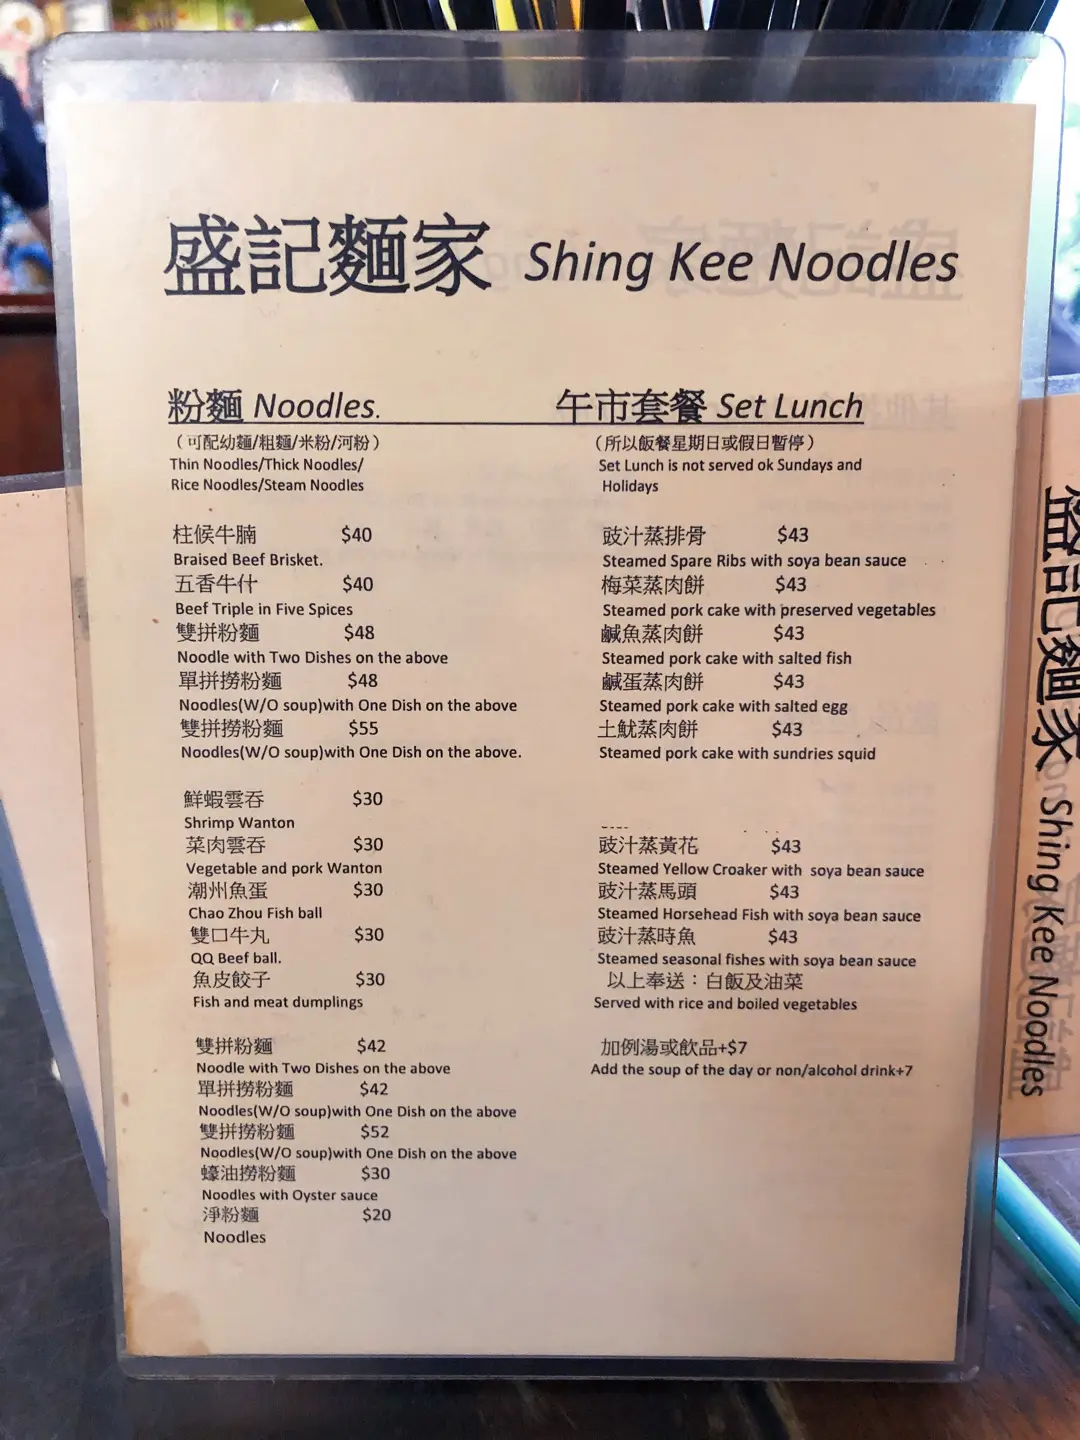 盛記麵家 Shing Kee Noodles
粉麵 Noodles.
（可配幼麵/粗麵/米粉/河粉）
Thin Noodles/Thick Noodles/
Rice Noodles/Steam Noodles
柱候牛腩 $40
Braised Beef Brisket.
五香牛什 $40
Beef Triple in Five Spices
雙拼粉麵 $48
Noodle with Two Dishes on the above
單拼撈粉麵 $48
Noodles(W/O soup)with One Dish on the above
雙拼撈粉麵 $55
Noodles(W/O soup)with One Dish on the above.
鮮蝦雲吞 $30
Shrimp Wanton
菜肉雲吞 $30
Vegetable and pork Wanton
潮州魚蛋 $30
Chao Zhou Fish ball
雙口牛丸 $30
QQ Beef ball.
魚皮餃子 $30
Fish and meat dumplings
雙拼粉麵 $42
Noodle with Two Dishes on the above
單拼撈粉麵 $42
Noodles(W/O soup)with One Dish on the above
雙拼撈粉麵 $52
Noodles(W/O soup)with One Dish on the above
蠔油撈粉麵 $30
Noodles with Oyster sauce
淨粉麵 $20
Noodles
午市套餐 Set Lunch
（所以飯餐星期日或假日暫停）
Set Lunch is not served ok Sundays and
Holidays
豉汁蒸排骨 $43
Steamed Spare Ribs with soya bean sauce
梅菜蒸肉餅 $43
Steamed pork cake with preserved vegetables
鹹魚蒸肉餅 $43
Steamed pork cake with salted fish
鹹蛋蒸肉餅 $43
Steamed pork cake with salted egg
土魷蒸肉餅 $43
Steamed pork cake with sundries squid
豉汁蒸黃花 $43
Steamed Yellow Croaker with soya bean sauce
豉汁蒸馬頭 $43
Steamed Horsehead Fish with soya bean sauce
豉汁蒸時魚 $43
Steamed seasonal fishes with soya bean sauce
以上奉送：白飯及油菜
Served with rice and boiled vegetables
加例湯或飲品+$7
Add the soup of the day or non/alcohol drink+7
盛記麵家 Shing Kee Noodles